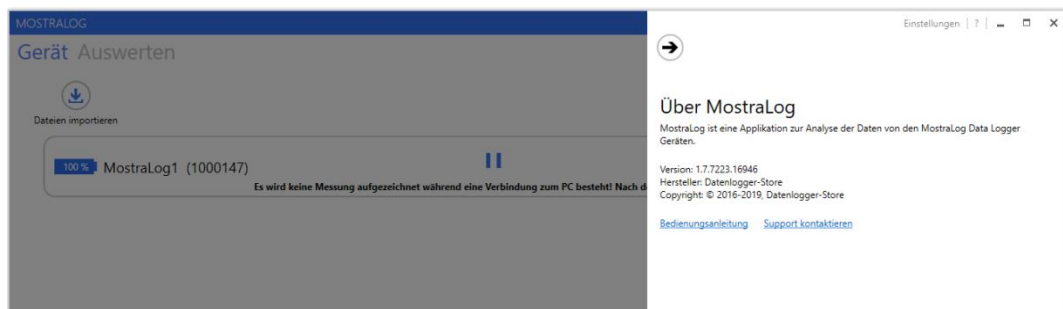 MOSTRALOG
Einstellungen | ? |
Gerät Auswerten
Dateien importieren
100 % MostraLog1 (1000147)
Es wird keine Messung aufgezeichnet während eine Verbindung zum PC besteht! Nach d
Über MostraLog
MostraLog ist eine Applikation zur Analyse der Daten von den MostraLog Data Logger
Geräten.
Version: 1.7.7223.16946
Hersteller: Datenlogger-Store
Copyright: © 2016-2019, Datenlogger-Store
Bedienungsanleitung Support kontaktieren